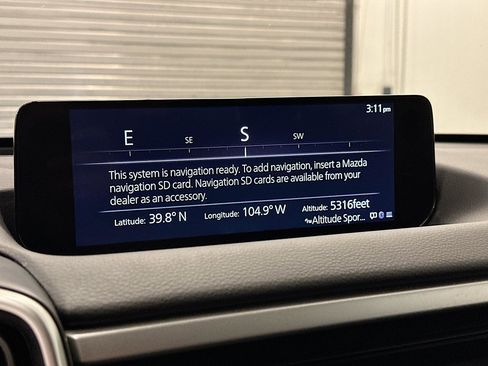 3:11pm
E SE S SW
This system is navigation ready. To add navigation, insert a Mazda
navigation SD card. Navigation SD cards are available from your
dealer as an accessory.
Latitude: 39.8° N Longitude: 104.9° W Altitude: 5316feet
Altitude Spor...